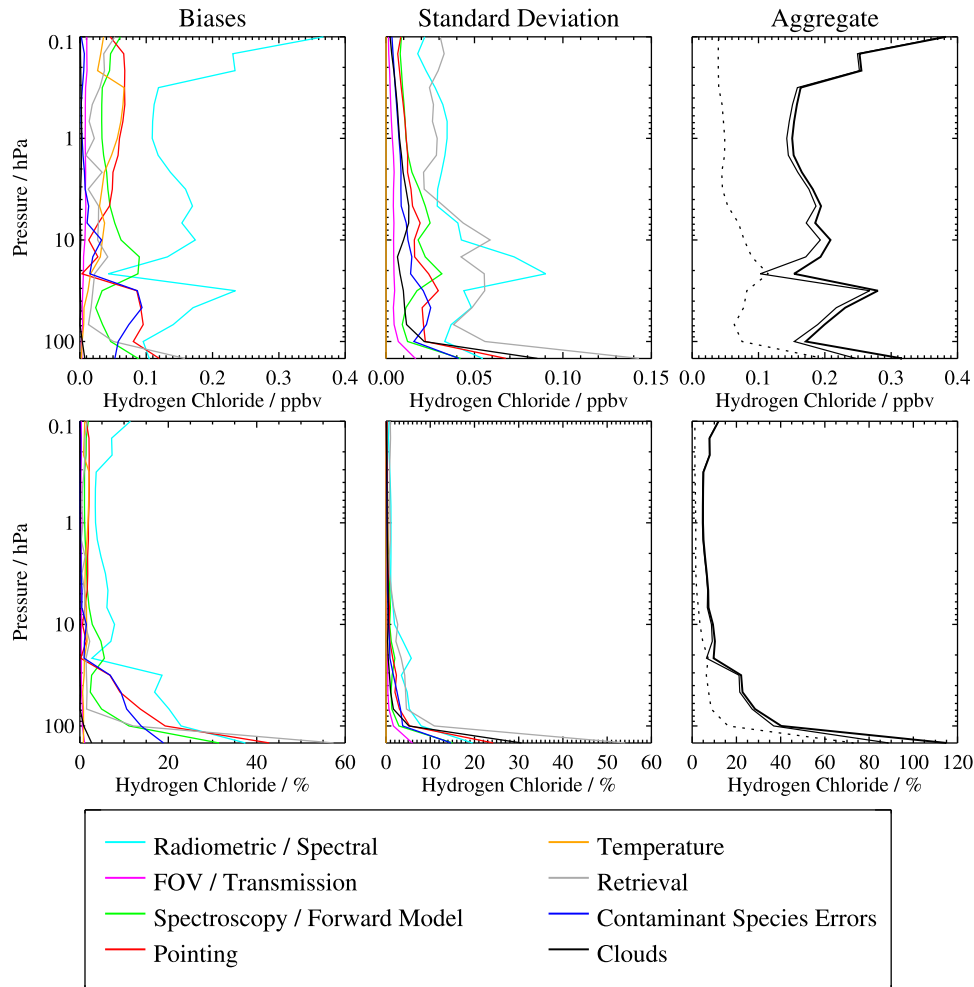 Biases Standard Deviation Aggregate
0.1
1
10
100
Pressure / hPa
0.0 0.1 0.2 0.3 0.4
0.00 0.05 0.10 0.15
0.0 0.1 0.2 0.3 0.4
Hydrogen Chloride / ppbv Hydrogen Chloride / ppbv Hydrogen Chloride / ppbv
0.1
1
10
100
Pressure / hPa
0 20 40 60
0 10 20 30 40 50 60
0 20 40 60 80 100 120
Hydrogen Chloride / % Hydrogen Chloride / % Hydrogen Chloride / %
Radiometric / Spectral
FOV / Transmission
Spectroscopy / Forward Model
Pointing
Temperature
Retrieval
Contaminant Species Errors
Clouds